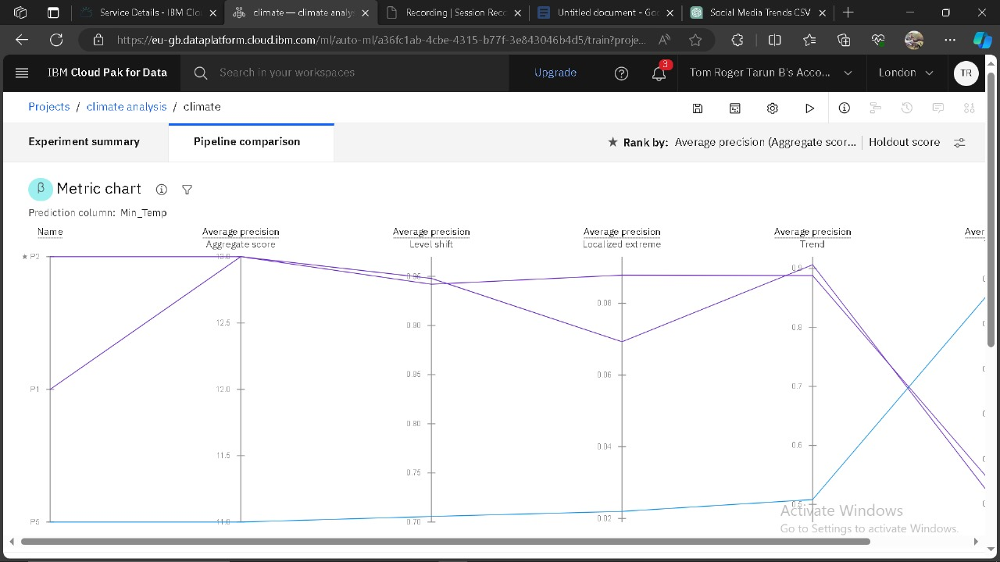 Service Details - IBM Clo
climate — climate analy
Recording | Session Reco
Untitled document - Goo
Social Media Trends CSV
https://eu-gb.dataplatform.cloud.ibm.com/ml/auto-ml/a36fc1ab-4cbe-4315-b77f-3e843046b4d5/train?proje...
IBM Cloud Pak for Data
Search in your workspaces
Upgrade
3
Tom Roger Tarun B's Acco...
London
TR
Projects / climate analysis / climate
Experiment summary
Pipeline comparison
Rank by: Average precision (Aggregate scor...
Holdout score
β Metric chart
Prediction column: Min_Temp
Name
Average precision
Aggregate score
Average precision
Level shift
Average precision
Localized extreme
Average precision
Trend
Aver
P2
P1
P5
13.0
12.5
12.0
11.5
11.0
0.95
0.90
0.85
0.80
0.75
0.70
0.08
0.06
0.04
0.02
0.9
0.8
0.7
0.6
0.5
Activate Windows
Go to Settings to activate Windows.